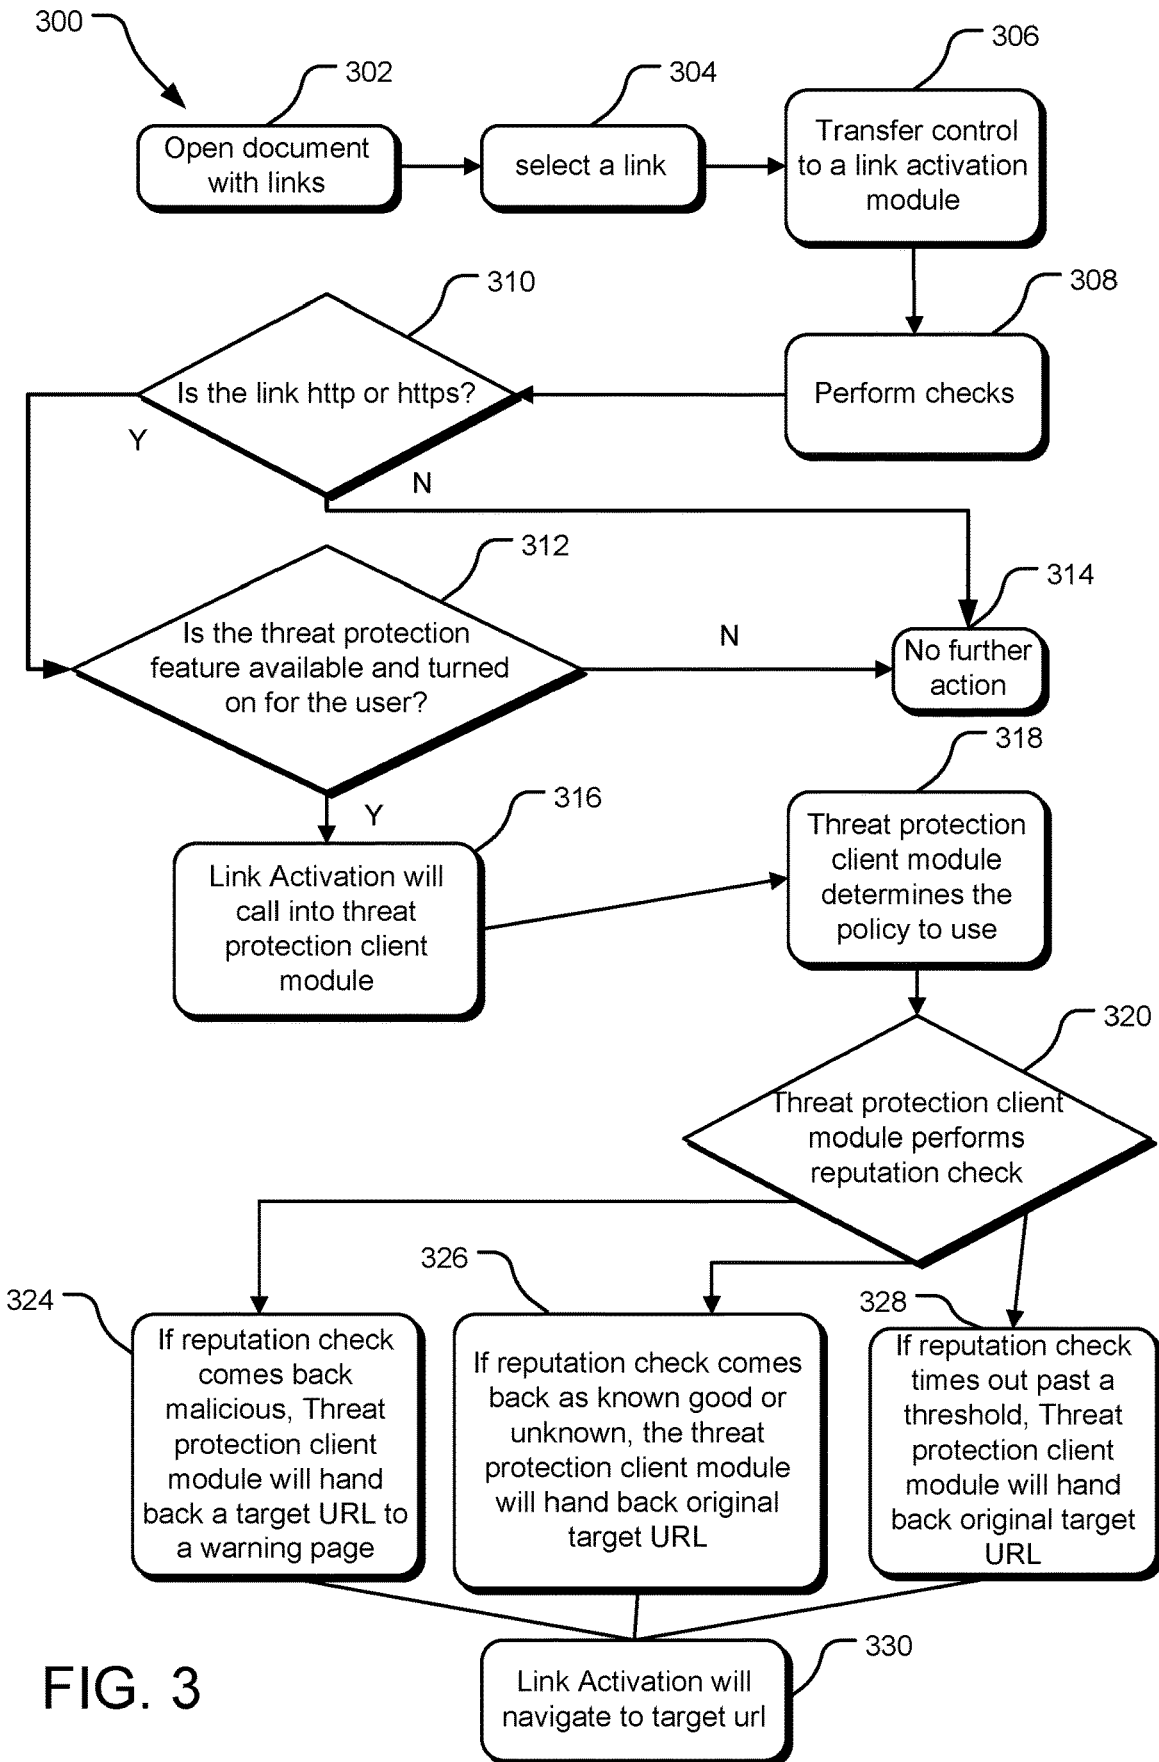 300
302
304
306
Open document
with links
select a link
Transfer control
to a link activation
module
310
308
Is the link http or https?
Perform checks
Y
N
312
314
Is the threat protection
feature available and turned
on for the user?
N
No further
action
318
Y
316
Threat protection
client module
determines the
policy to use
Link Activation will
call into threat
protection client
module
320
Threat protection client
module performs
reputation check
324
326
328
If reputation check
comes back
malicious, Threat
protection client
module will hand
back a target URL to
a warning page
If reputation check comes
back as known good or
unknown, the threat
protection client module
will hand back original
target URL
If reputation check
times out past a
threshold, Threat
protection client
module will hand
back original target
URL
330
Link Activation will
navigate to target url
FIG. 3